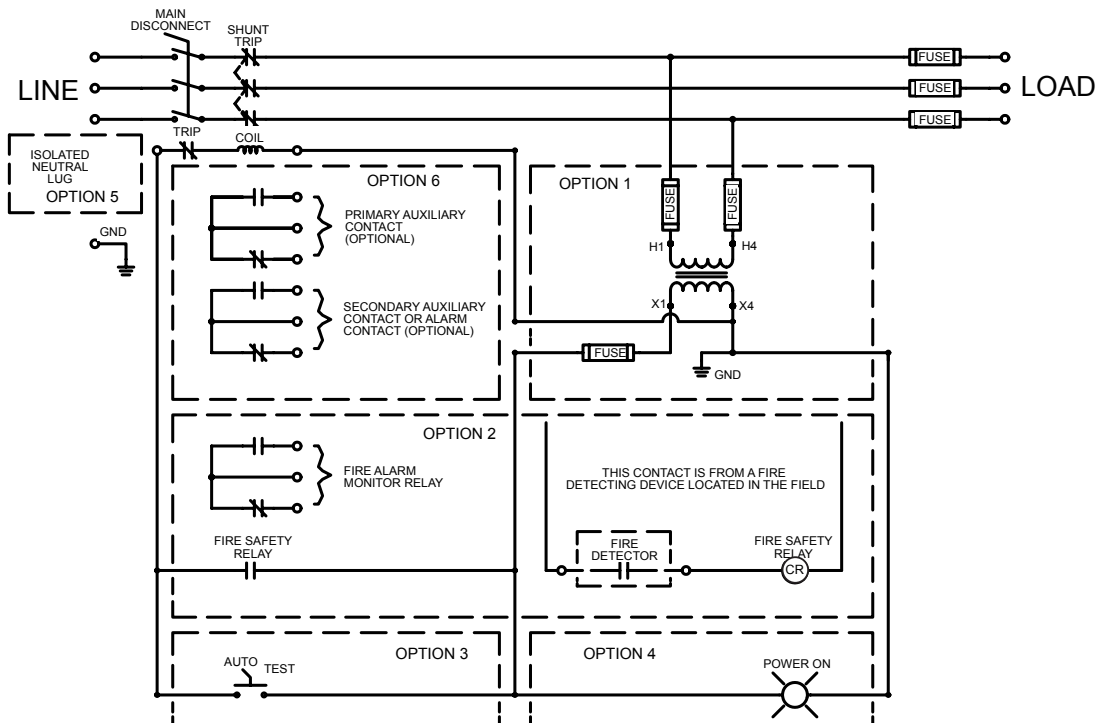 MAIN
DISCONNECT
SHUNT
TRIP
FUSE
LINE
FUSE
LOAD
FUSE
TRIP
COIL
ISOLATED
NEUTRAL
LUG
OPTION 5
OPTION 6
OPTION 1
PRIMARY AUXILIARY
CONTACT
(OPTIONAL)
FUSE
FUSE
GND
H1
H4
SECONDARY AUXILIARY
CONTACT OR ALARM
CONTACT (OPTIONAL)
X1
X4
FUSE
GND
OPTION 2
FIRE ALARM
MONITOR RELAY
THIS CONTACT IS FROM A FIRE
DETECTING DEVICE LOCATED IN THE FIELD
FIRE SAFETY
RELAY
FIRE
DETECTOR
FIRE SAFETY
RELAY
CR
OPTION 3
OPTION 4
AUTO
TEST
POWER ON